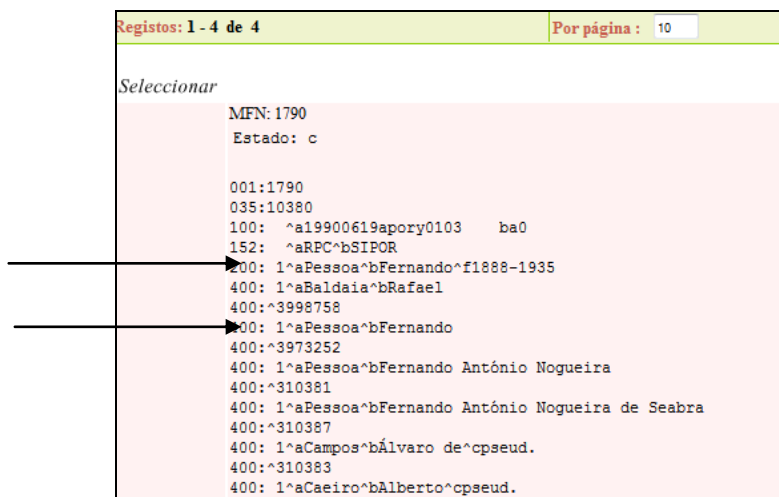 Registos: 1 - 4 de 4 Por página : 10
Seleccionar
MFN: 1790
Estado: c
001:1790
035:10380
100: ^a19900619apory0103 ba0
152: ^aRPC^bSIPOR
200: 1^aPessoa^bFernando^f1888-1935
400: 1^aBaldaia^bRafael
400:^3998758
400: 1^aPessoa^bFernando
400:^3973252
400: 1^aPessoa^bFernando António Nogueira
400:^310381
400: 1^aPessoa^bFernando António Nogueira de Seabra
400:^310387
400: 1^aCampos^bÁlvaro de^cpseud.
400:^310383
400: 1^aCaeiro^bAlberto^cpseud.